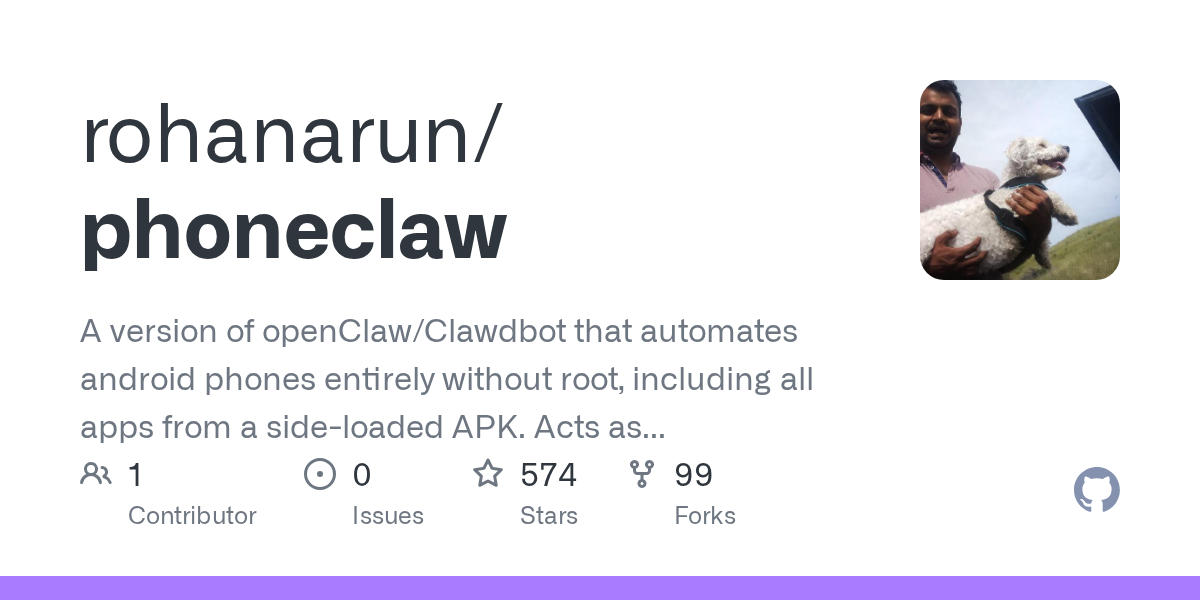 rohanarun/
phoneclaw
A version of openClaw/Clawdbot that automates
android phones entirely without root, including all
apps from a side-loaded APK. Acts as...
1
Contributor
0
Issues
574
Stars
99
Forks